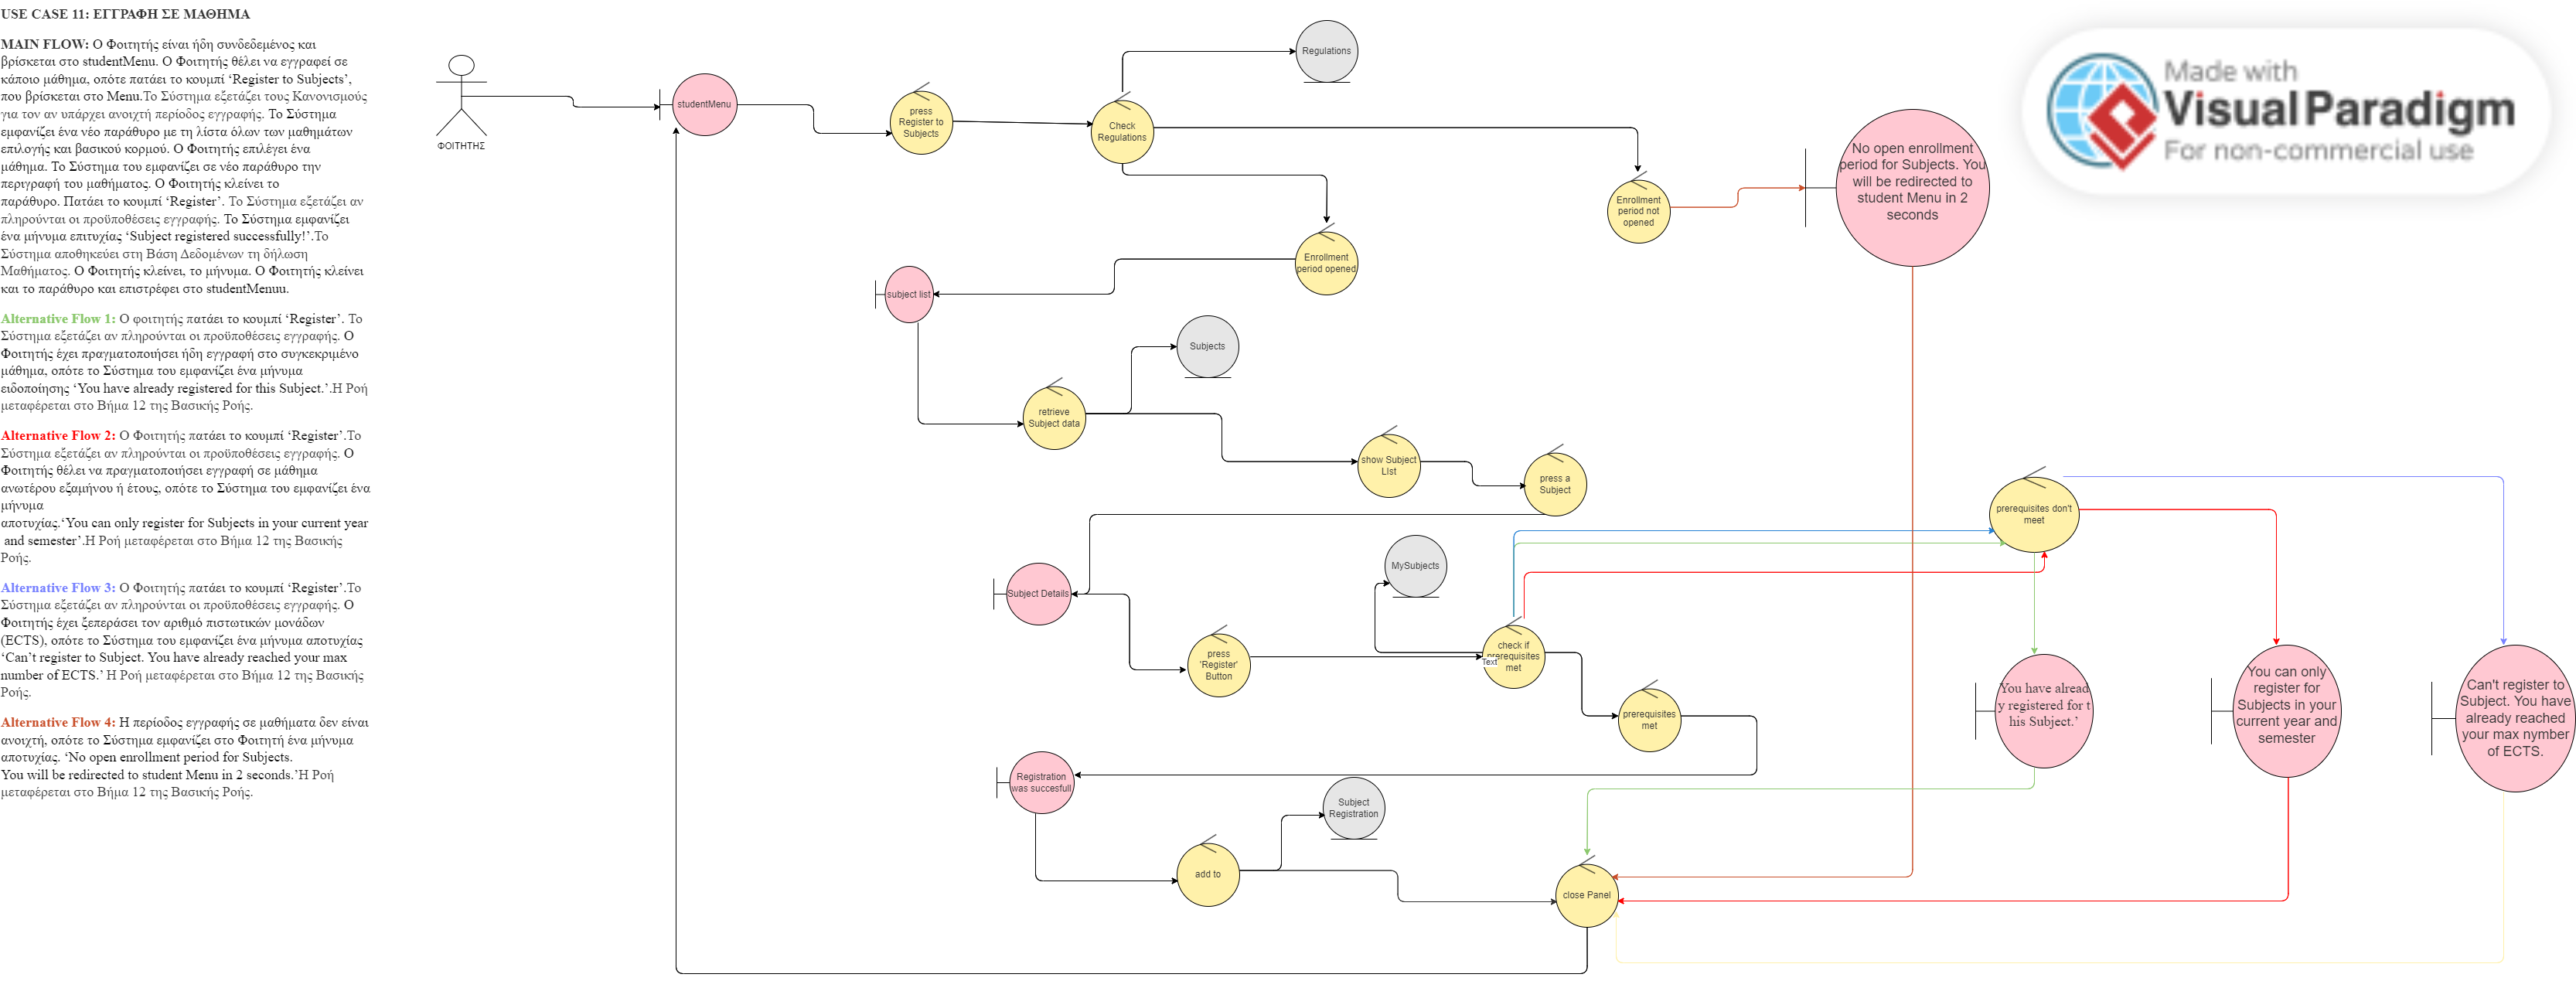 USE CASE 11: ΕΓΓΡΑΦΗ ΣΕ ΜΑΘΗΜΑ
MAIN FLOW: Ο Φοιτητής είναι ήδη συνδεδεμένος και
βρίσκεται στο studentMenu. Ο Φοιτητής θέλει να εγγραφεί σε
κάποιο μάθημα, οπότε πατάει το κουμπί ‘Register to Subjects’,
που βρίσκεται στο Menu.Το Σύστημα εξετάζει τους Κανονισμούς
για τον αν υπάρχει ανοιχτή περίοδος εγγραφής. Το Σύστημα
εμφανίζει ένα νέο παράθυρο με τη λίστα όλων των μαθημάτων
επιλογής και βασικού κορμού. Ο Φοιτητής επιλέγει ένα
μάθημα. Το Σύστημα του εμφανίζει σε νέο παράθυρο την
περιγραφή του μαθήματος. Ο Φοιτητής κλείνει το
παράθυρο. Πατάει το κουμπί ‘Register’. Το Σύστημα εξετάζει αν
πληρούνται οι προϋποθέσεις εγγραφής. Το Σύστημα εμφανίζει
ένα μήνυμα επιτυχίας ‘Subject registered successfully!’.Το
Σύστημα αποθηκεύει στη Βάση Δεδομένων τη δήλωση
Μαθήματος. Ο Φοιτητής κλείνει, το μήνυμα. Ο Φοιτητής κλείνει
και το παράθυρο και επιστρέφει στο studentMenuu.
Alternative Flow 1: Ο φοιτητής πατάει το κουμπί ‘Register’. Το
Σύστημα εξετάζει αν πληρούνται οι προϋποθέσεις εγγραφής. Ο
Φοιτητής έχει πραγματοποιήσει ήδη εγγραφή στο συγκεκριμένο
μάθημα, οπότε το Σύστημα του εμφανίζει ένα μήνυμα
ειδοποίησης ‘You have already registered for this Subject.’.Η Ροή
μεταφέρεται στο Βήμα 12 της Βασικής Ροής.
Alternative Flow 2: Ο Φοιτητής πατάει το κουμπί ‘Register’.Το
Σύστημα εξετάζει αν πληρούνται οι προϋποθέσεις εγγραφής. Ο
Φοιτητής θέλει να πραγματοποιήσει εγγραφή σε μάθημα
ανωτέρου εξαμήνου ή έτους, οπότε το Σύστημα του εμφανίζει ένα
μήνυμα
αποτυχίας.‘You can only register for Subjects in your current year
and semester’.Η Ροή μεταφέρεται στο Βήμα 12 της Βασικής
Ροής.
Alternative Flow 3: Ο Φοιτητής πατάει το κουμπί ‘Register’.Το
Σύστημα εξετάζει αν πληρούνται οι προϋποθέσεις εγγραφής. Ο
Φοιτητής έχει ξεπεράσει τον αριθμό πιστωτικών μονάδων
(ECTS), οπότε το Σύστημα του εμφανίζει ένα μήνυμα αποτυχίας
‘Can’t register to Subject. You have already reached your max
number of ECTS.’ Η Ροή μεταφέρεται στο Βήμα 12 της Βασικής
Ροής.
Alternative Flow 4: Η περίοδος εγγραφής σε μαθήματα δεν είναι
ανοιχτή, οπότε το Σύστημα εμφανίζει στο Φοιτητή ένα μήνυμα
αποτυχίας. ‘No open enrollment period for Subjects.
You will be redirected to student Menu in 2 seconds.’Η Ροή
μεταφέρεται στο Βήμα 12 της Βασικής Ροής.
ΦΟΙΤΗΤΗΣ
studentMenu
press
Register to
Subjects
Check
Regulations
Regulations
Enrollment
period not
opened
No open enrollment
period for Subjects. You
will be redirected to
student Menu in 2
seconds
Made with
Visual Paradigm
For non-commercial use
Enrollment
period opened
subject list
Subjects
retrieve
Subject data
show Subject
LIst
press a
Subject
prerequisites don't
meet
MySubjects
Subject Details
press
'Register'
Button
check if
prerequisites
met
Text
prerequisites
met
You have alread
y registered for t
his Subject.’
You can only
register for
Subjects in your
current year and
semester
Can't register to
Subject. You have
already reached
your max nymber
of ECTS.
Registration
was succesfull
Subject
Registration
add to
close Panel